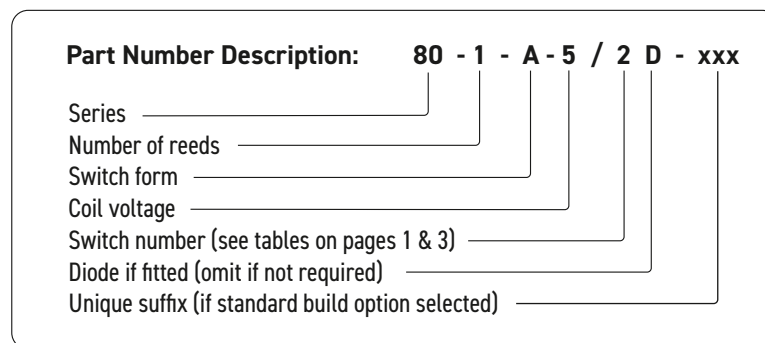 Part Number Description: 80 - 1 - A - 5 / 2 D - xxx
Series
Number of reeds
Switch form
Coil voltage
Switch number (see tables on pages 1 & 3)
Diode if fitted (omit if not required)
Unique suffix (if standard build option selected)